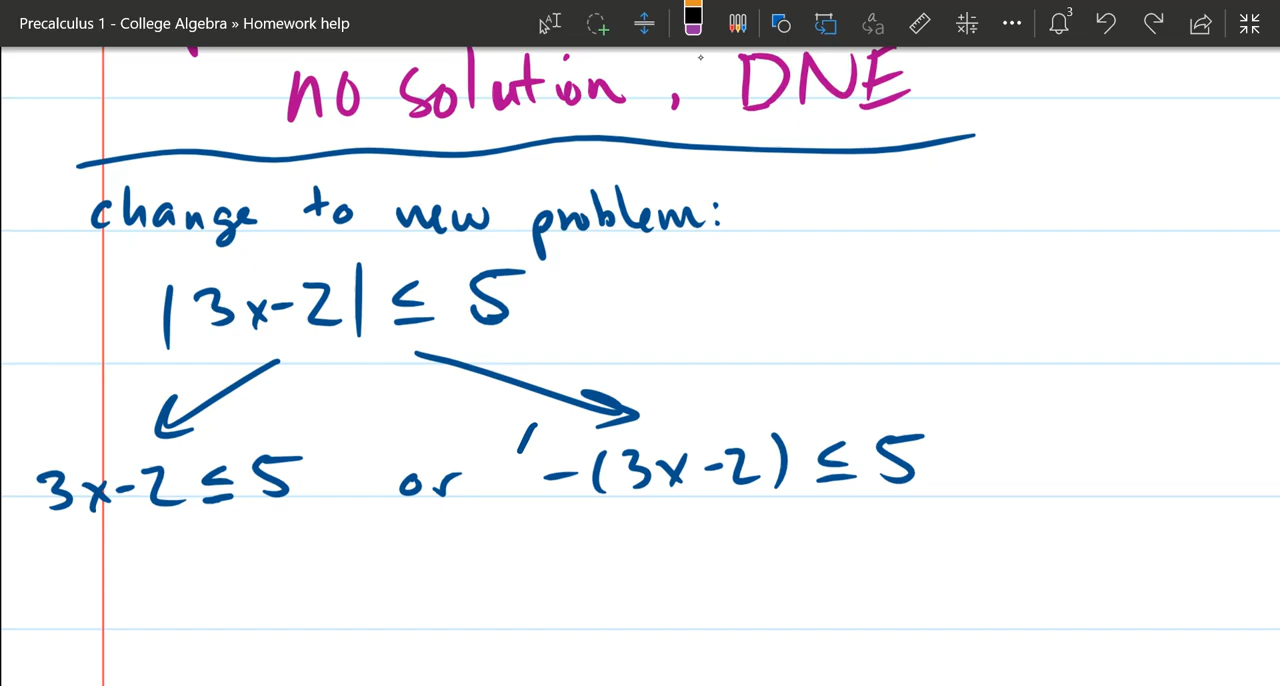 Precalculus 1 - College Algebra » Homework help
3
no solution, DNE
change to new problem:
|3x-2| ≤ 5
3x-2 ≤ 5 or -(3x-2) ≤ 5